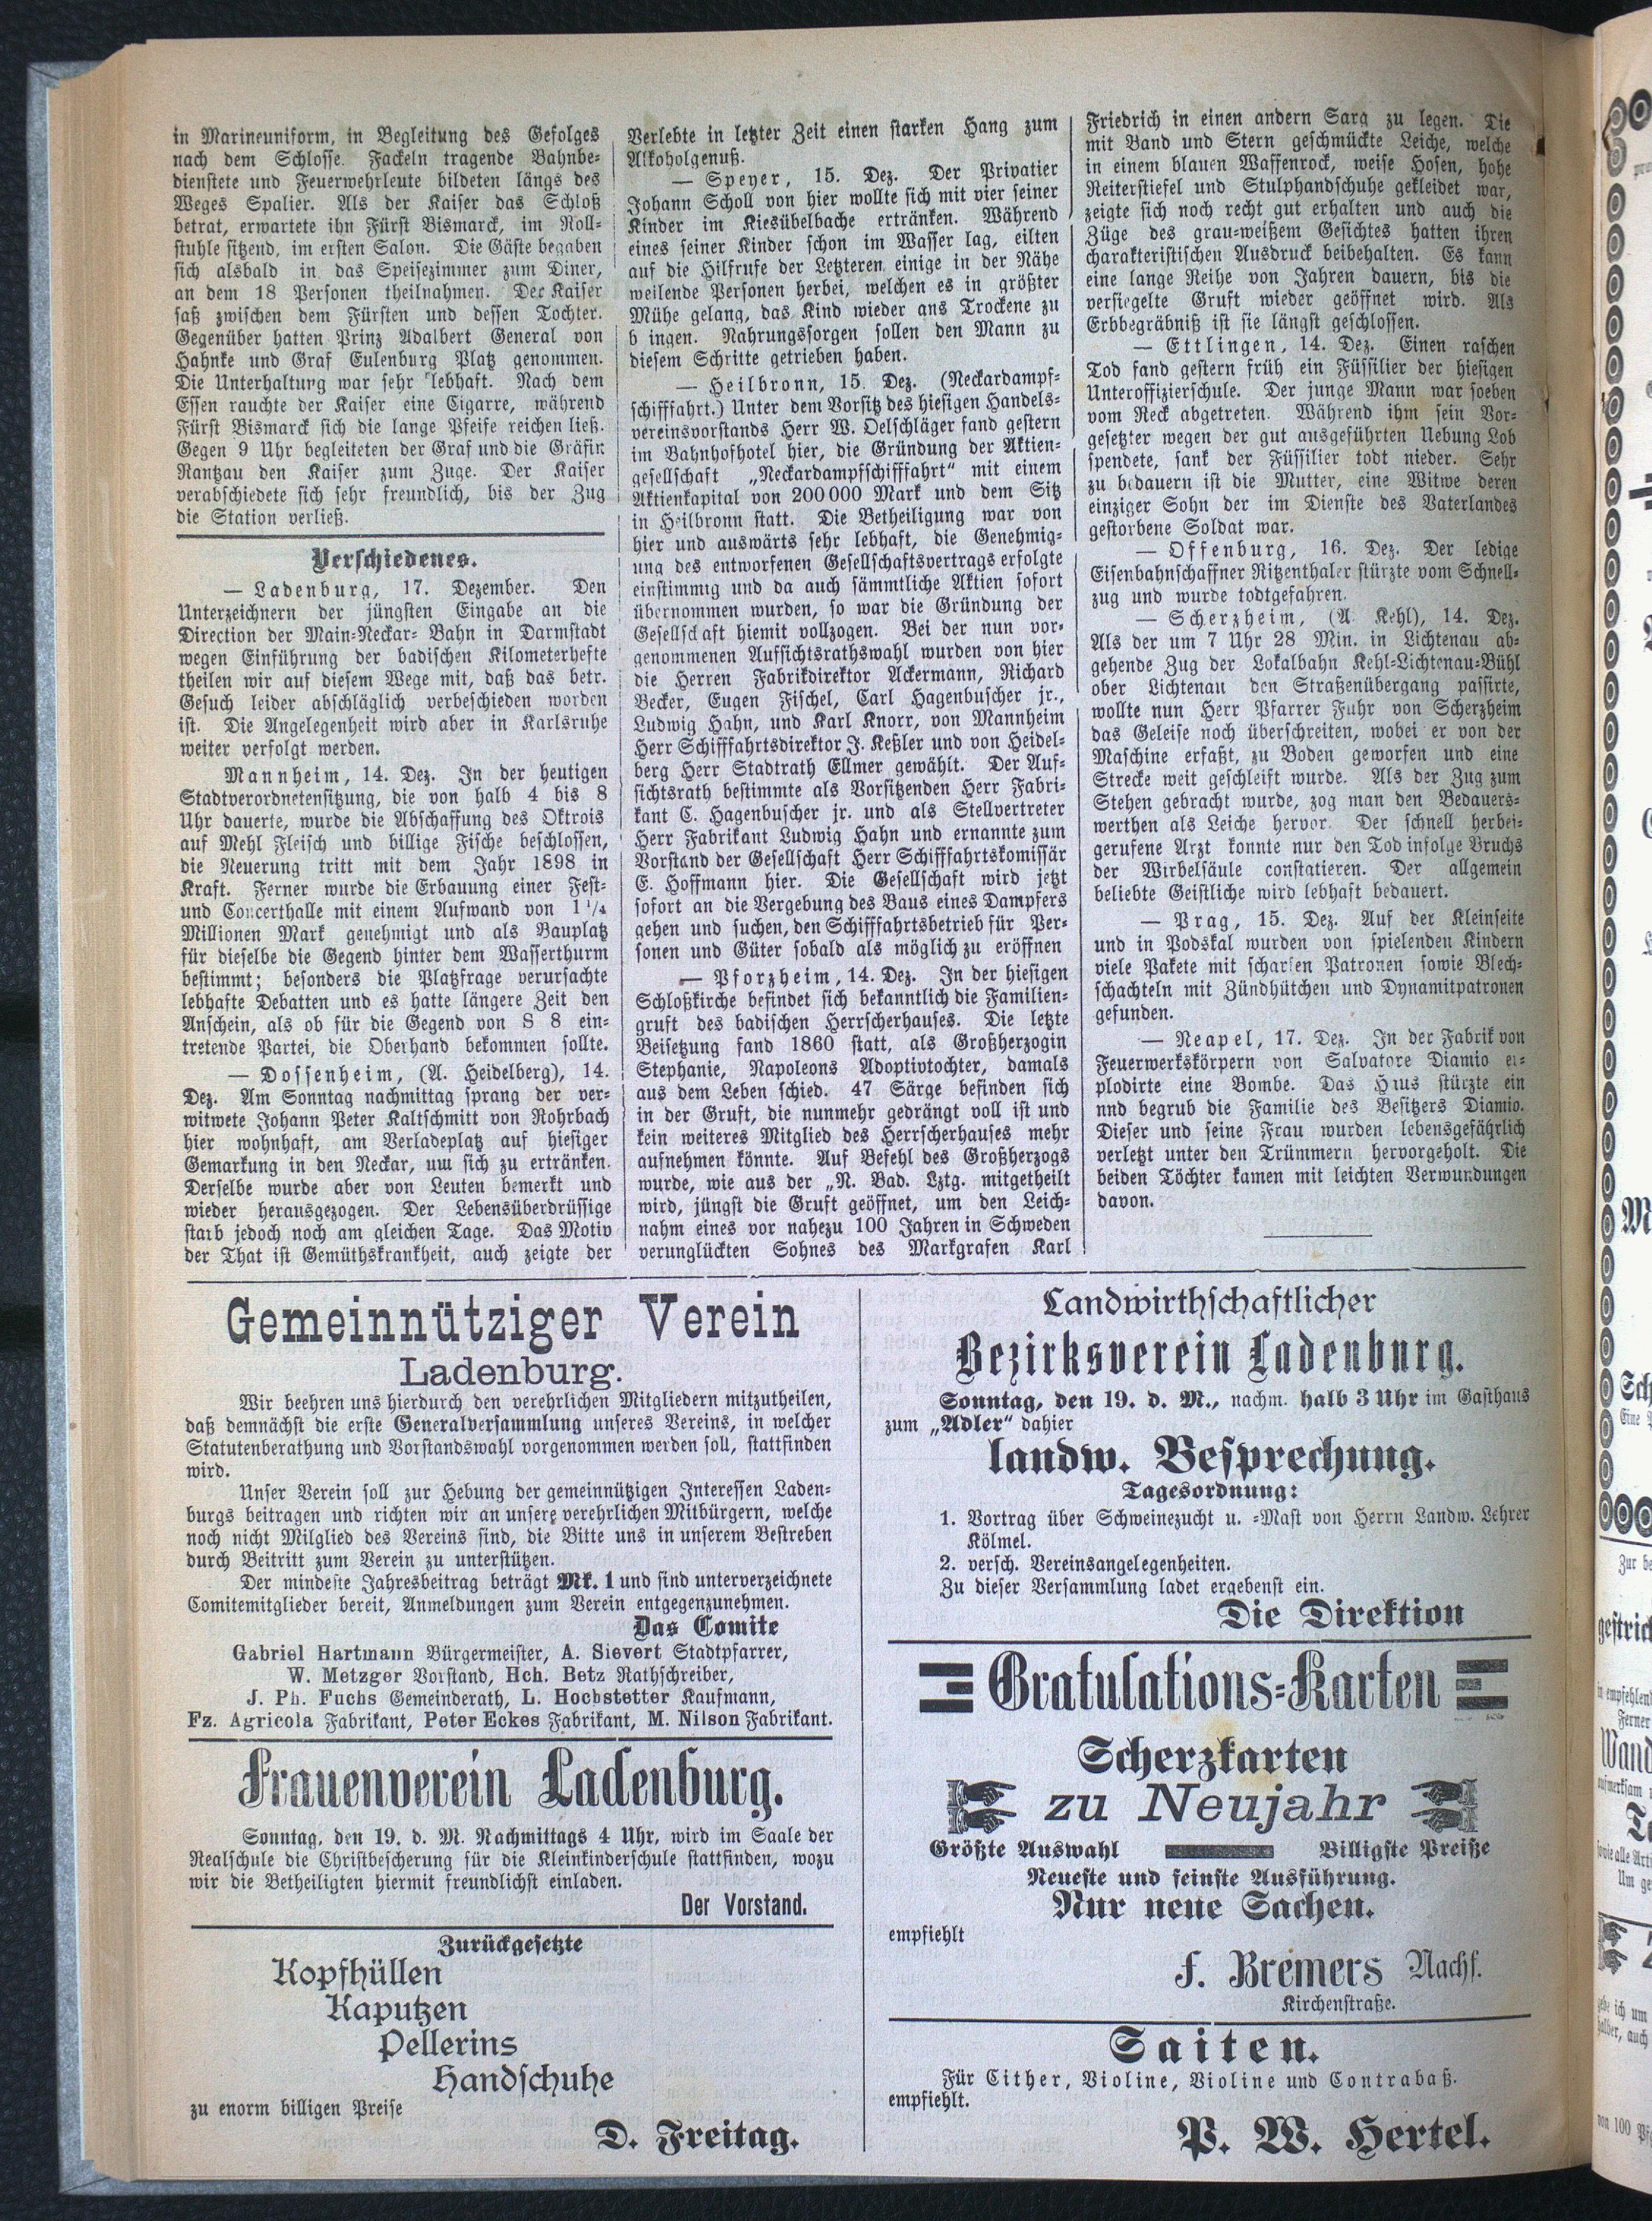 in Marineuniform, in Begleitung des Gefolges
nach dem Schlosse. Fackeln tragende Bahnbe-
dienstete und Feuerwehrleute bildeten längs des
Weges Spalier. Als der Kaiser das Schloß
betrat, erwartete ihn Fürst Bismarck, im Roll-
stuhle sitzend, im ersten Salon. Die Gäste begaben
sich alsbald in das Speisezimmer zum Diner,
an dem 18 Personen theilnahmen. Der Kaiser
saß zwischen dem Fürsten und dessen Tochter.
Gegenüber hatten Prinz Adalbert General von
Hahnke und Graf Eulenburg Platz genommen.
Die Unterhaltung war sehr lebhaft. Nach dem
Essen rauchte der Kaiser eine Cigarre, während
Fürst Bismarck sich die lange Pfeife reichen ließ.
Gegen 9 Uhr begleiteten der Graf und die Gräfin
Rantzau den Kaiser zum Zuge. Der Kaiser
verabschiedete sich sehr freundlich, bis der Zug
die Station verließ.
Verschiedenes.
— Ladenburg, 17. Dezember. Den
Unterzeichnern der jüngsten Eingabe an die
Direction der Main-Neckar- Bahn in Darmstadt
wegen Einführung der badischen Kilometerhefte
theilen wir auf diesem Wege mit, daß das betr.
Gesuch leider abschläglich verbeschieden worden
ist. Die Angelegenheit wird aber in Karlsruhe
weiter verfolgt werden.
Mannheim, 14. Dez. In der heutigen
Stadtverordnetensitzung, die von halb 4 bis 8
Uhr dauerte, wurde die Abschaffung des Oktrois
auf Mehl Fleisch und billige Fische beschlossen,
die Neuerung tritt mit dem Jahr 1898 in
Kraft. Ferner wurde die Erbauung einer Fest-
und Concerthalle mit einem Aufwand von 1 1/4
Millionen Mark genehmigt und als Bauplatz
für dieselbe die Gegend hinter dem Wasserthurm
bestimmt; besonders die Platzfrage verursachte
lebhafte Debatten und es hatte längere Zeit den
Anschein, als ob für die Gegend von S 8 ein-
tretende Partei, die Oberhand bekommen sollte.
— Dossenheim, (A. Heidelberg), 14.
Dez. Am Sonntag nachmittag sprang der ver-
witwete Johann Peter Kaltschmitt von Rohrbach
hier wohnhaft, am Verladeplatz auf hiesiger
Gemarkung in den Neckar, um sich zu ertränken.
Derselbe wurde aber von Leuten bemerkt und
wieder herausgezogen. Der Lebensüberdrüssige
starb jedoch noch am gleichen Tage. Das Motiv
der That ist Gemüthskrankheit, auch zeigte der
Verlebte in letzter Zeit einen starken Hang zum
Alkoholgenuß.
— Speyer, 15. Dez. Der Privatier
Johann Scholl von hier wollte sich mit vier seiner
Kinder im Kiesübelbache ertränken. Während
eines seiner Kinder schon im Wasser lag, eilten
auf die Hilfrufe der Letzteren einige in der Nähe
weilende Personen herbei, welchen es in größter
Mühe gelang, das Kind wieder ans Trockene zu
b ingen. Nahrungssorgen sollen den Mann zu
diesem Schritte getrieben haben.
— Heilbronn, 15. Dez. (Neckardampf-
schifffahrt.) Unter dem Vorsitz des hiesigen Handels-
vereinsvorstands Herr W. Oelschläger fand gestern
im Bahnhofhotel hier, die Gründung der Aktien-
gesellschaft „Neckardampfschifffahrt“ mit einem
Aktienkapital von 200 000 Mark und dem Sitz
in Heilbronn statt. Die Betheiligung war von
hier und auswärts sehr lebhaft, die Genehmig-
ung des entworfenen Gesellschaftsvertrags erfolgte
einstimmig und da auch sämmtliche Aktien sofort
übernommen wurden, so war die Gründung der
Gesellschaft hiemit vollzogen. Bei der nun vor-
genommenen Aufsichtsrathswahl wurden von hier
die Herren Fabrikdirektor Ackermann, Richard
Becker, Eugen Fischel, Carl Hagenbuscher jr.,
Ludwig Hahn, und Karl Knorr, von Mannheim
Herr Schifffahrtsdirektor J. Keßler und von Heidel-
berg Herr Stadtrath Ellmer gewählt. Der Auf-
sichtsrath bestimmte als Vorsitzenden Herr Fabri-
kant C. Hagenbuscher jr. und als Stellvertreter
Herr Fabrikant Ludwig Hahn und ernannte zum
Vorstand der Gesellschaft Herr Schifffahrtskomissär
E. Hoffmann hier. Die Gesellschaft wird jetzt
sofort an die Vergebung des Baus eines Dampfers
gehen und suchen, den Schifffahrtsbetrieb für Per-
sonen und Güter sobald als möglich zu eröffnen
— Pforzheim, 14. Dez. In der hiesigen
Schloßkirche befindet sich bekanntlich die Familien-
gruft des badischen Herrscherhauses. Die letzte
Beisetzung fand 1860 statt, als Großherzogin
Stephanie, Napoleons Adoptivtochter, damals
aus dem Leben schied. 47 Särge befinden sich
in der Gruft, die nunmehr gedrängt voll ist und
kein weiteres Mitglied des Herrscherhauses mehr
aufnehmen könnte. Auf Befehl des Großherzogs
wurde, wie aus der „N. Bad. Lztg. mitgetheilt
wird, jüngst die Gruft geöffnet, um den Leich-
nahm eines vor nahezu 100 Jahren in Schweden
verunglückten Sohnes des Markgrafen Karl
Friedrich in einen andern Sarg zu legen. Die
mit Band und Stern geschmückte Leiche, welche
in einem blauen Waffenrock, weise Hosen, hohe
Reiterstiefel und Stulphandschuhe gekleidet war,
zeigte sich noch recht gut erhalten und auch die
Züge des grau-weißem Gesichtes hatten ihren
charakteristischen Ausdruck beibehalten. Es kann
eine lange Reihe von Jahren dauern, bis die
versiegelte Gruft wieder geöffnet wird. Als
Erbbegräbniß ist sie längst geschlossen.
— Ettlingen, 14. Dez. Einen raschen
Tod fand gestern früh ein Füssilier der hiesigen
Unteroffizierschule. Der junge Mann war soeben
vom Reck abgetreten. Während ihm sein Vor-
gesetzter wegen der gut ausgeführten Uebung Lob
spendete, sank der Füssilier todt nieder. Sehr
zu bedauern ist die Mutter, eine Witwe deren
einziger Sohn der im Dienste des Vaterlandes
gestorbene Soldat war.
— Offenburg, 16. Dez. Der ledige
Eisenbahnschaffner Ritzenthaler stürzte vom Schnell-
zug und wurde todtgefahren.
— Scherzheim, (A. Kehl), 14. Dez.
Als der um 7 Uhr 28 Min. in Lichtenau ab-
gehende Zug der Lokalbahn Kehl-Lichtenau-Bühl
ober Lichtenau den Straßenübergang passirte,
wollte nun Herr Pfarrer Fuhr von Scherzheim
das Geleise noch überschreiten, wobei er von der
Maschine erfaßt, zu Boden geworfen und eine
Strecke weit geschleift wurde. Als der Zug zum
Stehen gebracht wurde, zog man den Bedauers-
werthen als Leiche hervor. Der schnell herbei-
gerufene Arzt konnte nur den Tod infolge Bruchs
der Wirbelsäule constatieren. Der allgemein
beliebte Geistliche wird lebhaft bedauert.
— Prag, 15. Dez. Auf der Kleinseite
und in Podskal wurden von spielenden Kindern
viele Pakete mit scharfen Patronen sowie Blech-
schachteln mit Zündhütchen und Dynamitpatronen
gefunden.
— Neapel, 17. Dez. In der Fabrik von
Feuerwerkskörpern von Salvatore Diamio ex-
plodirte eine Bombe. Das Haus stürzte ein
nnd begrub die Familie des Besitzers Diamio.
Dieser und seine Frau wurden lebensgefährlich
verletzt unter den Trümmern hervorgeholt. Die
beiden Töchter kamen mit leichten Verwundungen
davon.
Gemeinnütziger Verein
Ladenburg.
Wir beehren uns hierdurch den verehrlichen Mitgliedern mitzutheilen,
daß demnächst die erste Generalversammlung unseres Vereins, in welcher
Statutenberathung und Vorstandswahl vorgenommen werden soll, stattfinden
wird.
Unser Verein soll zur Hebung der gemeinnützigen Interessen Laden-
burgs beitragen und richten wir an unsere verehrlichen Mitbürgern, welche
noch nicht Milglied des Vereins sind, die Bitte uns in unserem Bestreben
durch Beitritt zum Verein zu unterstützen.
Der mindeste Jahresbeitrag beträgt Mk. 1 und sind unterverzeichnete
Comitemitglieder bereit, Anmeldungen zum Verein entgegenzunehmen.
Das Comite
Gabriel Hartmann Bürgermeister, A. Sievert Stadtpfarrer,
W. Metzger Vorstand, Hch. Betz Rathschreiber,
J. Ph. Fuchs Gemeinderath, L. Hochstetter Kaufmann,
Fz. Agricola Fabrikant, Peter Eckes Fabrikant, M. Nilson Fabrikant.
Frauenverein Ladenburg.
Sonntag, den 19. d. M. Nachmittags 4 Uhr, wird im Saale der
Realschule die Christbescherung für die Kleinkinderschule stattfinden, wozu
wir die Betheiligten hiermit freundlichst einladen.
Der Vorstand.
Zurückgesetzte
Kopfhüllen
Kaputzen
Pellerins
Handschuhe
zu enorm billigen Preise
D. Freitag.
Landwirthschaftlicher
Bezirksverein Ladenburg.
Sonntag, den 19. d. M., nachm. halb 3 Uhr im Gasthaus
zum „Adler“ dahier
landw. Besprechung.
Tagesordnung:
1. Vortrag über Schweinezucht u. -Mast von Herrn Landw. Lehrer
Kölmel.
2. versch. Vereinsangelegenheiten.
Zu dieser Versammlung ladet ergebenst ein.
Die Direktion
Gratulations-Karten
Scherzkarten
zu Neujahr
Größte Auswahl Billigste Preiße
Neueste und feinste Ausführung.
Nur neue Sachen.
empfiehlt
F. Bremers Nachf.
Kirchenstraße.
Saiten.
Für Cither, Violine, Violine und Contrabaß.
empfiehlt.
P. W. Hertel.